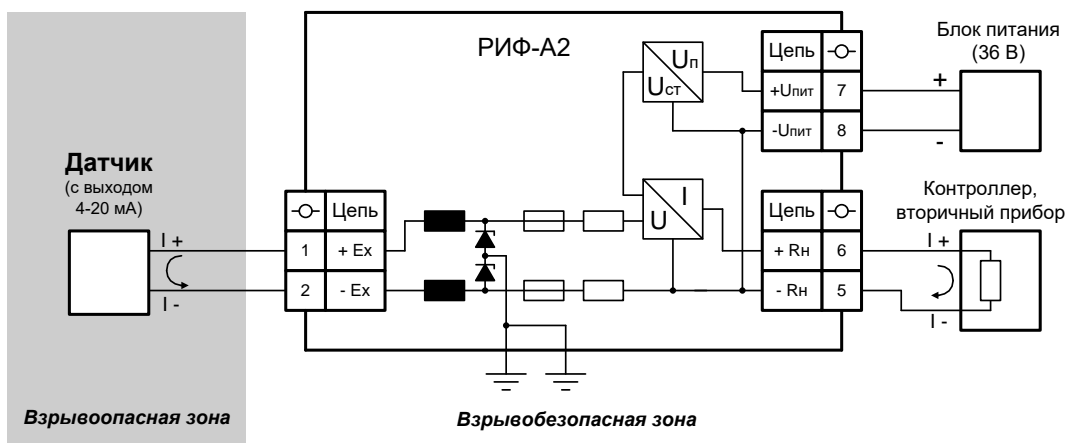 РИФ-А2
Блок питания
(36 В)
Uп
Uст
Цепь
+Uпит 7
-Uпит 8
+
-
Датчик
(с выходом
4-20 мА)
I +
I -
Цепь
1 + Ex
2 - Ex
I
U
Цепь
+ Rн 6
- Rн 5
Контроллер,
вторичный прибор
I +
I -
Взрывоопасная зона
Взрывобезопасная зона